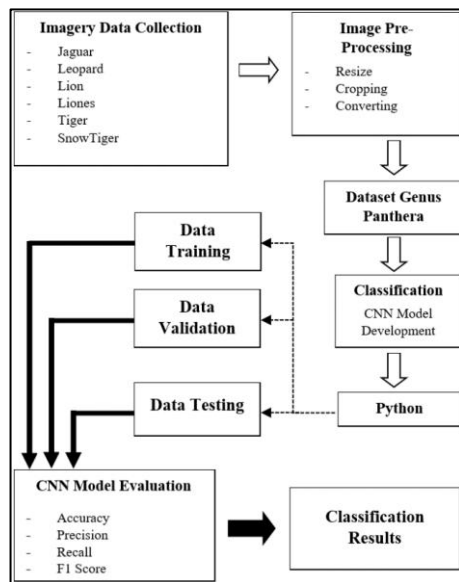 Imagery Data Collection
- Jaguar
- Leopard
- Lion
- Liones
- Tiger
- SnowTiger
Image Pre-
Processing
- Resize
- Cropping
- Converting
Dataset Genus
Panthera
Classification
CNN Model
Development
Python
Data
Training
Data
Validation
Data Testing
CNN Model Evaluation
- Accuracy
- Precision
- Recall
- F1 Score
Classification
Results